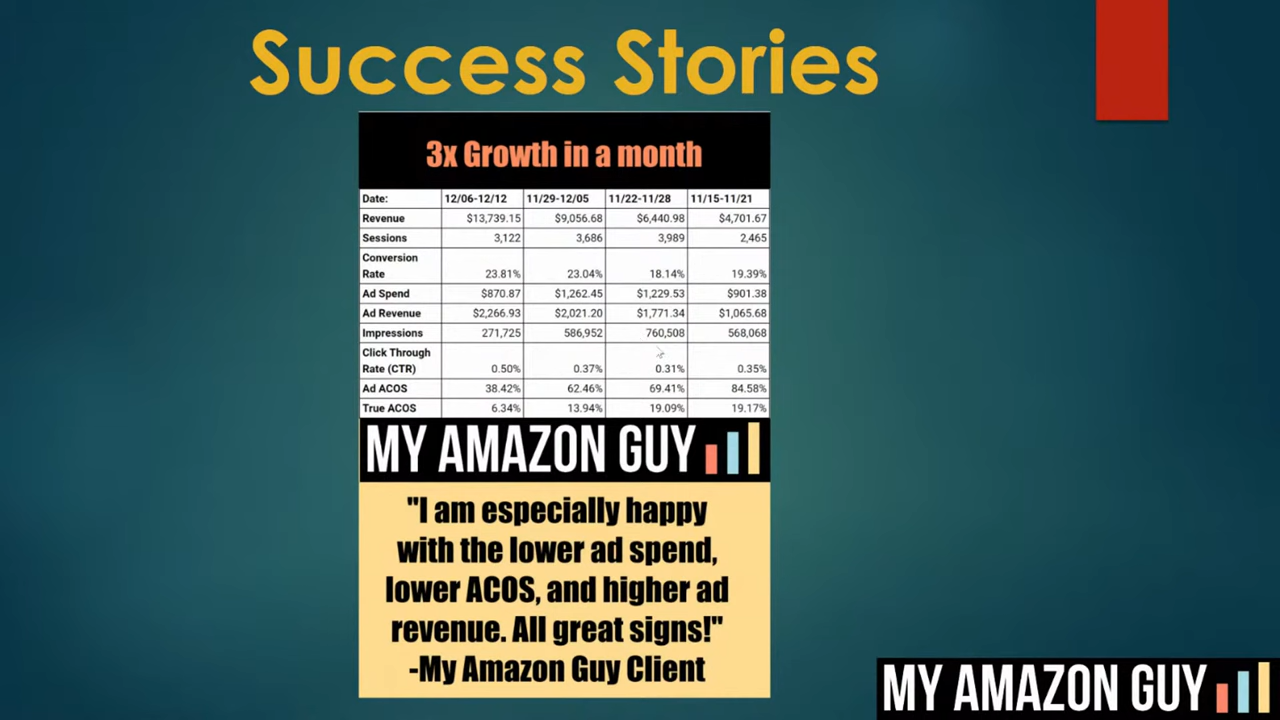 Success Stories
3x Growth in a month
Date: 12/06-12/12 11/29-12/05 11/22-11/28 11/15-11/21
Revenue $13,739.15 $9,056.68 $6,440.98 $4,701.67
Sessions 3,122 3,686 3,989 2,465
Conversion
Rate 23.81% 23.04% 18.14% 19.39%
Ad Spend $870.87 $1,262.45 $1,229.53 $901.38
Ad Revenue $2,266.93 $2,021.20 $1,771.34 $1,065.68
Impressions 271,725 586,952 760,508 568,068
Click Through
Rate (CTR) 0.50% 0.37% 0.31% 0.35%
Ad ACOS 38.42% 62.46% 69.41% 84.58%
True ACOS 6.34% 13.94% 19.09% 19.17%
MY AMAZON GUY
"I am especially happy
with the lower ad spend,
lower ACOS, and higher ad
revenue. All great signs!"
-My Amazon Guy Client
MY AMAZON GUY